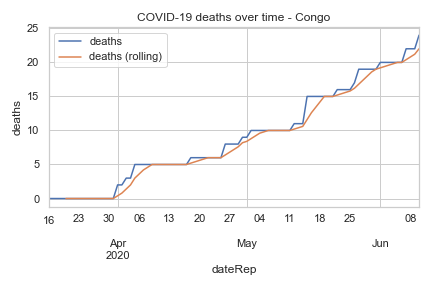 COVID-19 deaths over time - Congo
deaths
deaths (rolling)
deaths
25
20
15
10
5
0
16 23 30 06 13 20 27 04 11 18 25 08
Apr May Jun
2020
dateRep